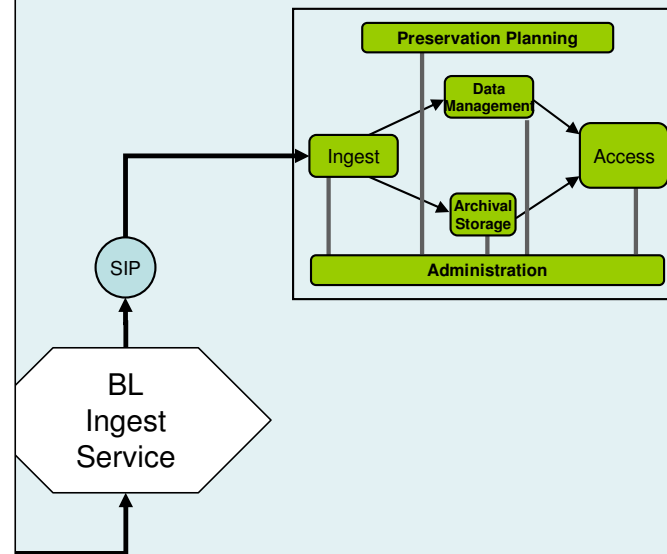 Preservation Planning
Data
Management
Ingest
Access
Archival
Storage
SIP
Administration
BL
Ingest
Service